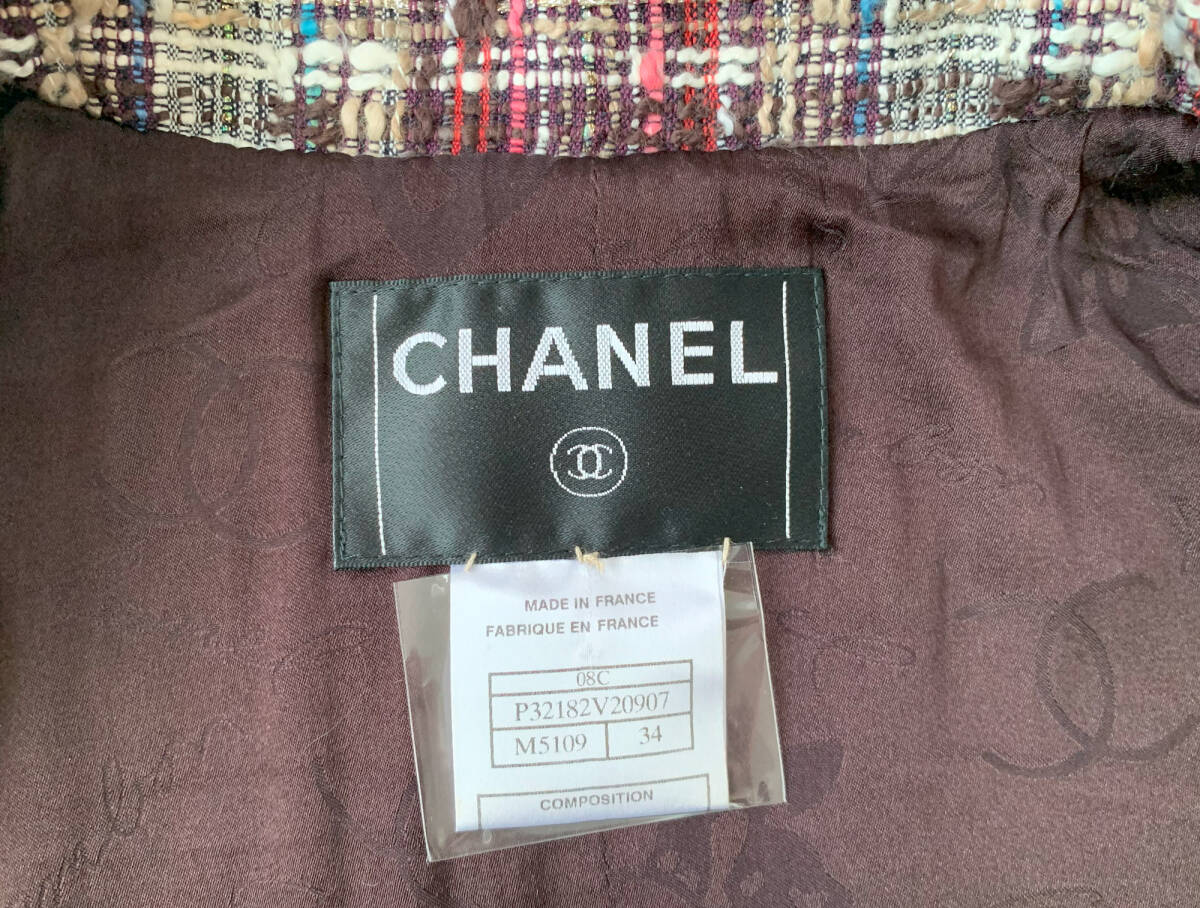 CHANEL
MADE IN FRANCE
FABRIQUE EN FRANCE
08C
P32182V20907
M5109 34
COMPOSITION